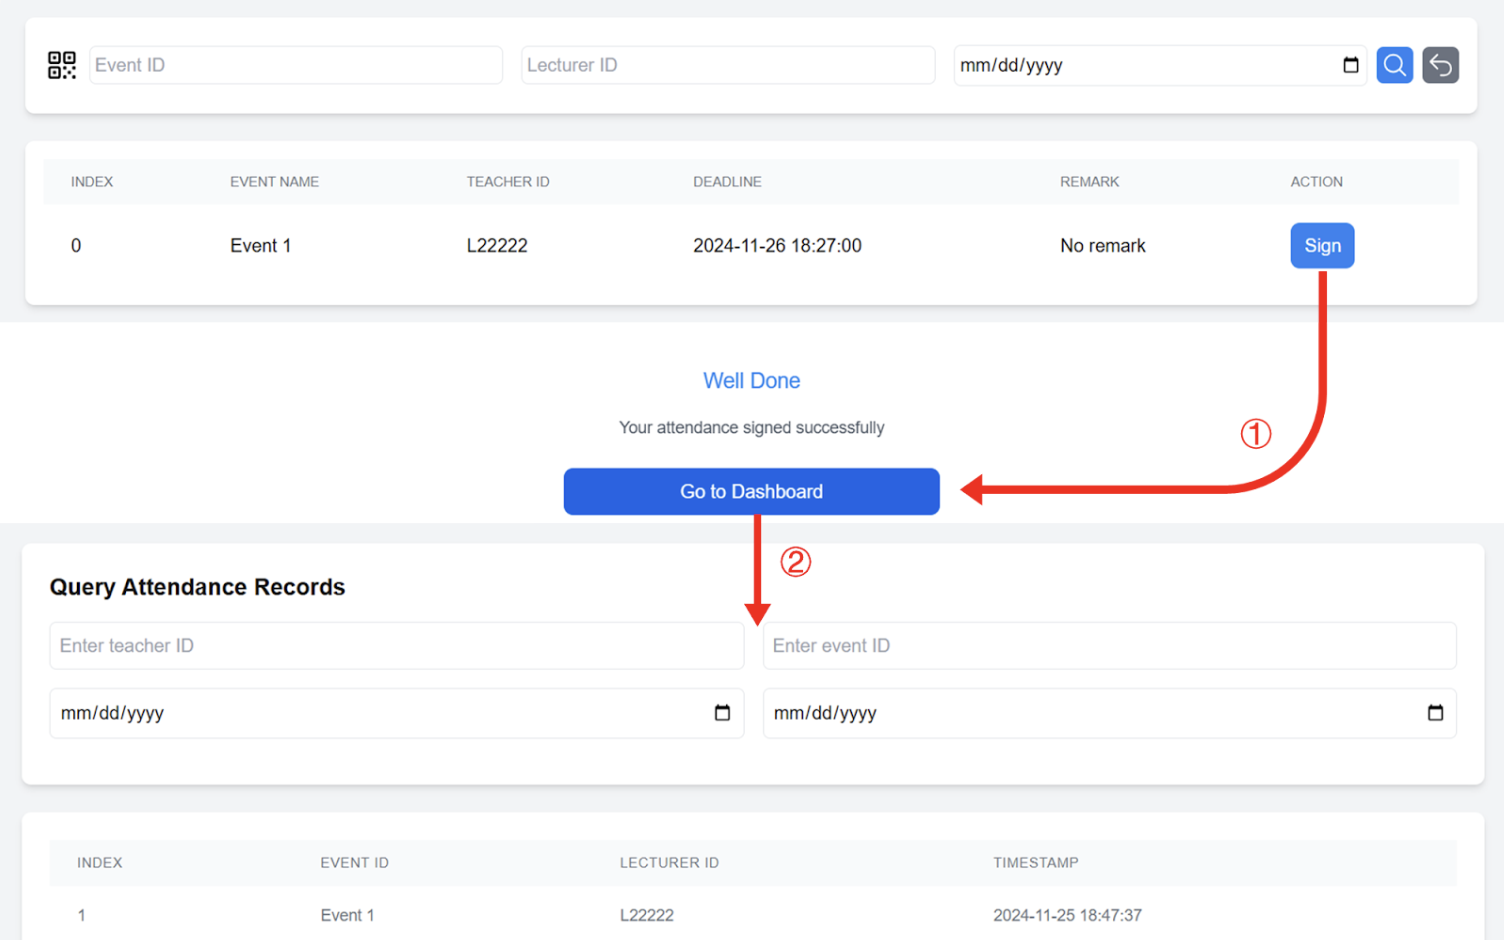 Event ID Lecturer ID mm/dd/yyyy
INDEX EVENT NAME TEACHER ID DEADLINE REMARK ACTION
0 Event 1 L22222 2024-11-26 18:27:00 No remark Sign
Well Done
Your attendance signed successfully
①
Go to Dashboard
②
Query Attendance Records
Enter teacher ID Enter event ID
mm/dd/yyyy mm/dd/yyyy
INDEX EVENT ID LECTURER ID TIMESTAMP
1 Event 1 L22222 2024-11-25 18:47:37